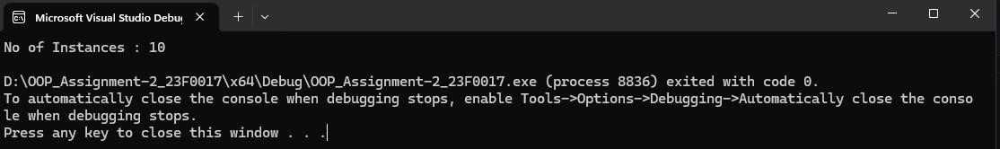 Microsoft Visual Studio Debu
No of Instances : 10
D:\OOP_Assignment-2_23F0017\x64\Debug\OOP_Assignment-2_23F0017.exe (process 8836) exited with code 0.
To automatically close the console when debugging stops, enable Tools->Options->Debugging->Automatically close the conso
le when debugging stops.
Press any key to close this window . . .